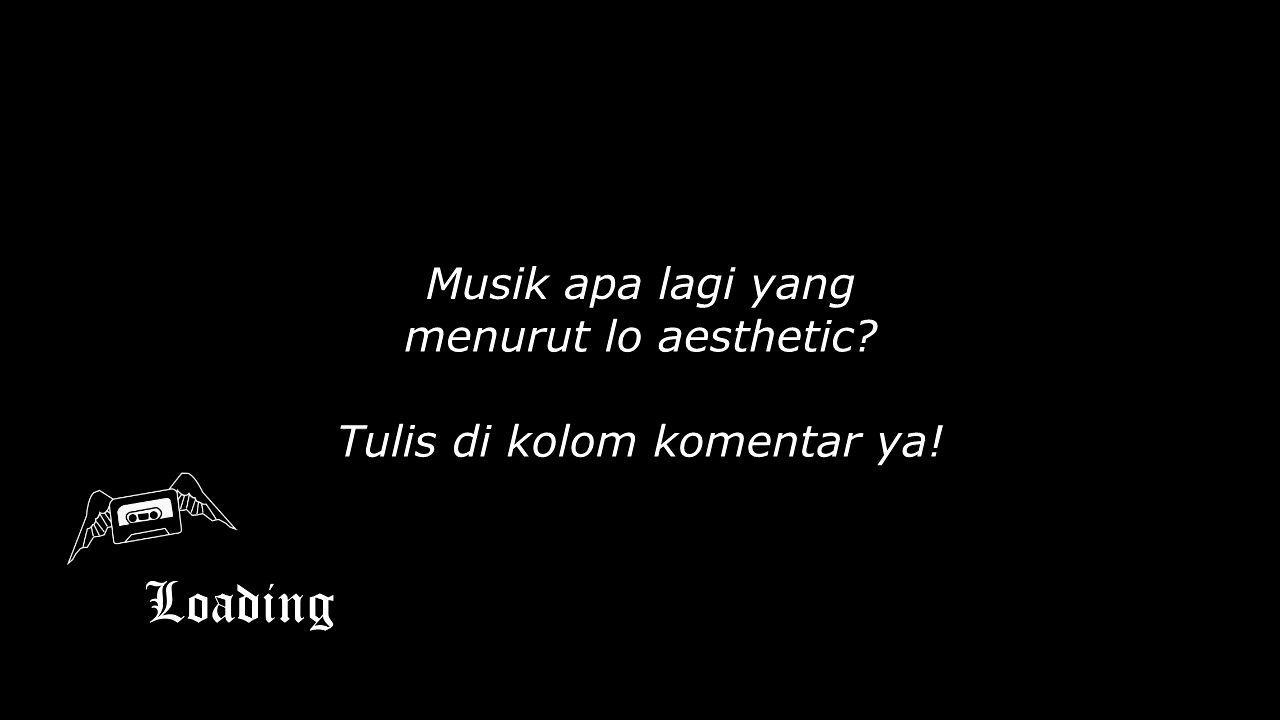 Musik apa lagi yang
menurut lo aesthetic?
Tulis di kolom komentar ya!
Loading